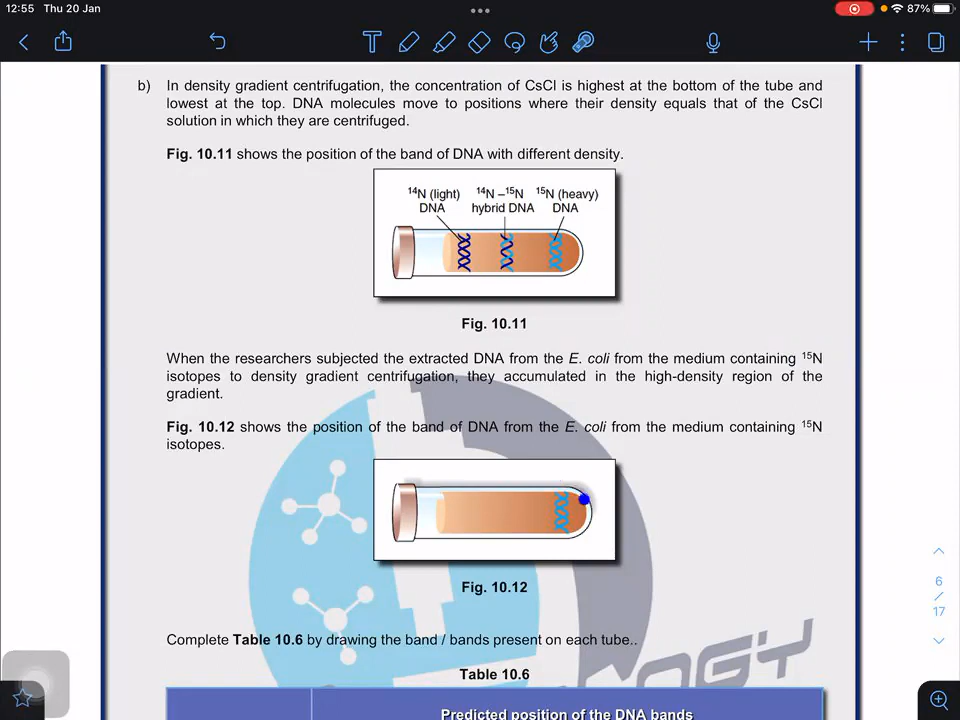 12:55 Thu 20 Jan
87%
b) In density gradient centrifugation, the concentration of CsCl is highest at the bottom of the tube and
lowest at the top. DNA molecules move to positions where their density equals that of the CsCl
solution in which they are centrifuged.
Fig. 10.11 shows the position of the band of DNA with different density.
¹⁴N (light) ¹⁴N –¹⁵N ¹⁵N (heavy)
DNA hybrid DNA DNA
Fig. 10.11
When the researchers subjected the extracted DNA from the E. coli from the medium containing ¹⁵N
isotopes to density gradient centrifugation, they accumulated in the high-density region of the
gradient.
Fig. 10.12 shows the position of the band of DNA from the E. coli from the medium containing ¹⁵N
isotopes.
Fig. 10.12
6
/
17
Complete Table 10.6 by drawing the band / bands present on each tube..
Table 10.6
Predicted position of the DNA bands